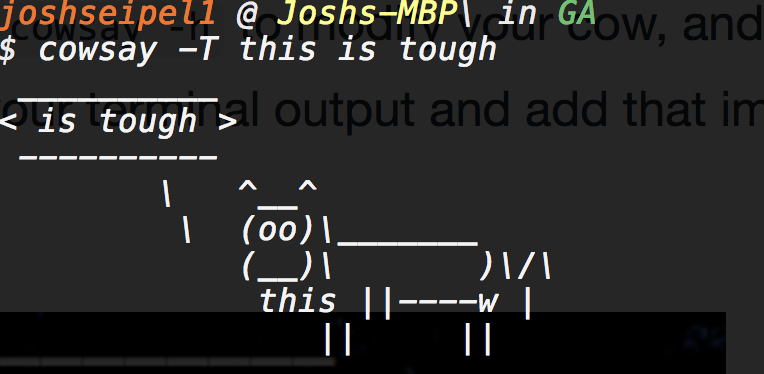 joshseipel1 @ Joshs-MBP\ in GA
$ cowsay -T this is tough
 __________
< is tough >
 ----------
        \   ^__^
         \  (oo)\_______
            (__)\       )\/\
             this ||----w |
                ||     ||
cowsay -n to modify your cow, and
our terminal output and add that im